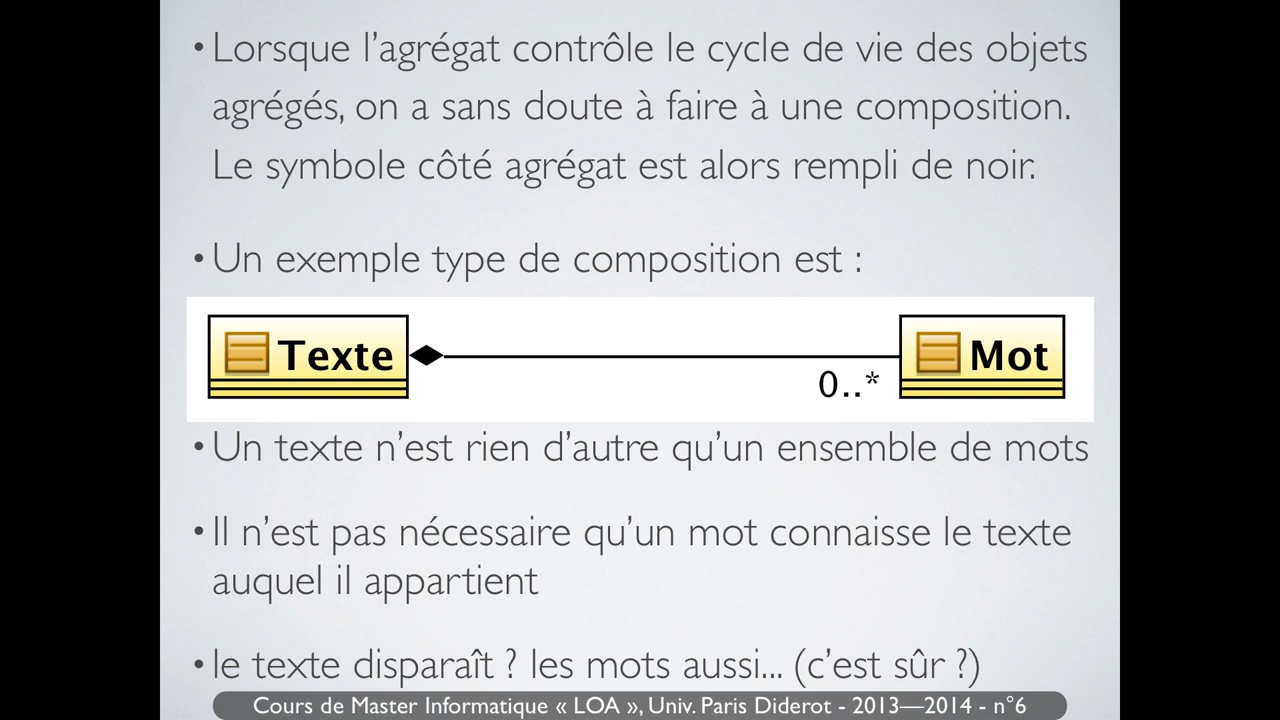 • Lorsque l’agrégat contrôle le cycle de vie des objets
agrégés, on a sans doute à faire à une composition.
Le symbole côté agrégat est alors rempli de noir.
• Un exemple type de composition est :
Texte
Mot
0..*
• Un texte n’est rien d’autre qu’un ensemble de mots
• Il n’est pas nécessaire qu’un mot connaisse le texte
auquel il appartient
• le texte disparaît ? les mots aussi... (c’est sûr ?)
Cours de Master Informatique « LOA », Univ. Paris Diderot - 2013—2014 - n°6